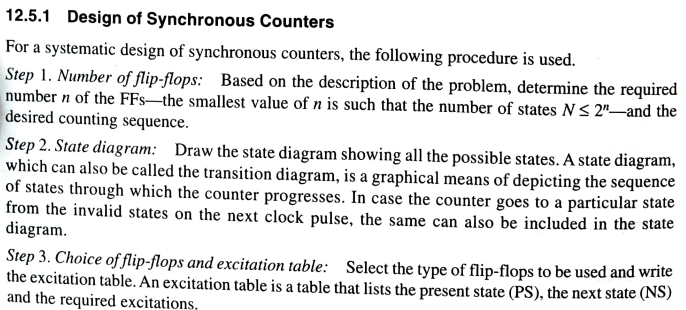 12.5.1 Design of Synchronous Counters
For a systematic design of synchronous counters, the following procedure is used.
Step 1. Number of flip-flops: Based on the description of the problem, determine the required
number n of the FFs—the smallest value of n is such that the number of states N ≤ 2ⁿ—and the
desired counting sequence.
Step 2. State diagram: Draw the state diagram showing all the possible states. A state diagram,
which can also be called the transition diagram, is a graphical means of depicting the sequence
of states through which the counter progresses. In case the counter goes to a particular state
from the invalid states on the next clock pulse, the same can also be included in the state
diagram.
Step 3. Choice of flip-flops and excitation table: Select the type of flip-flops to be used and write
the excitation table. An excitation table is a table that lists the present state (PS), the next state (NS)
and the required excitations.